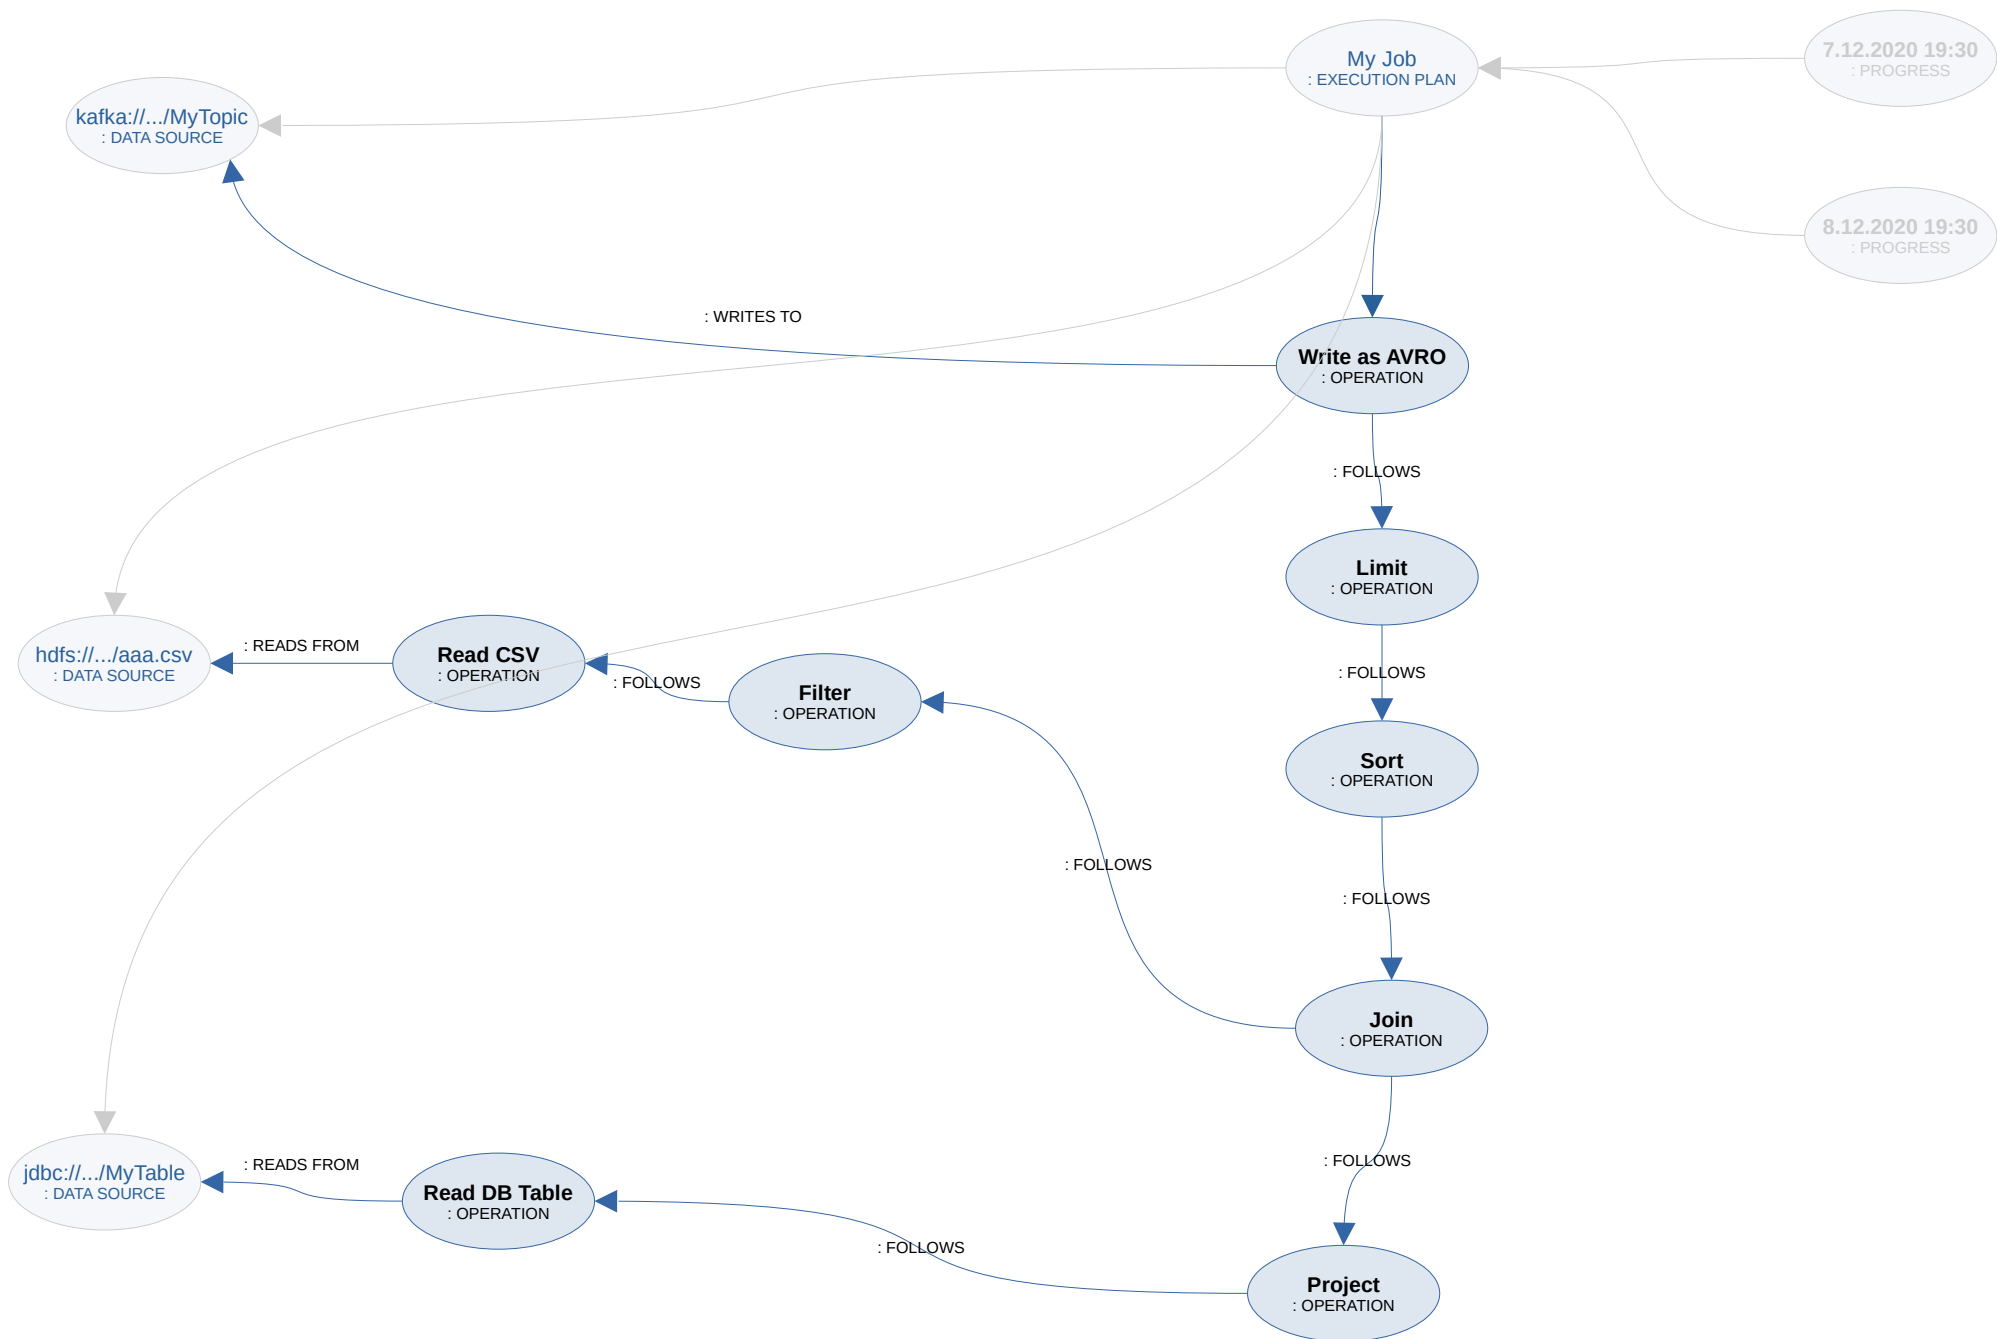 My Job
: EXECUTION PLAN
7.12.2020 19:30
: PROGRESS
kafka://.../MyTopic
: DATA SOURCE
8.12.2020 19:30
: PROGRESS
: WRITES TO
Write as AVRO
: OPERATION
: FOLLOWS
Limit
: OPERATION
hdfs://.../aaa.csv
: DATA SOURCE
: READS FROM
Read CSV
: OPERATION
: FOLLOWS
Filter
: OPERATION
: FOLLOWS
Sort
: OPERATION
: FOLLOWS
: FOLLOWS
Join
: OPERATION
jdbc://.../MyTable
: DATA SOURCE
: READS FROM
Read DB Table
: OPERATION
: FOLLOWS
: FOLLOWS
Project
: OPERATION